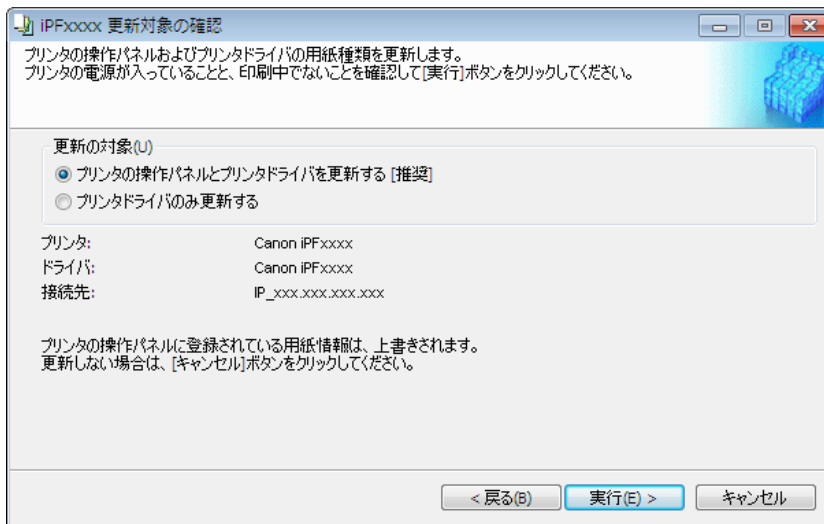 iPFxxxx 更新対象の確認
プリンタの操作パネルおよびプリンタドライバの用紙種類を更新します。
プリンタの電源が入っていることと、印刷中でないことを確認して[実行]ボタンをクリックしてください。
更新の対象(U)
プリンタの操作パネルとプリンタドライバを更新する [推奨]
プリンタドライバのみ更新する
プリンタ: Canon iPFxxxx
ドライバ: Canon iPFxxxx
接続先: IP_xxx.xxx.xxx.xxx
プリンタの操作パネルに登録されている用紙情報は、上書きされます。
更新しない場合は、[キャンセル]ボタンをクリックしてください。
< 戻る(B) 実行(E) > キャンセル